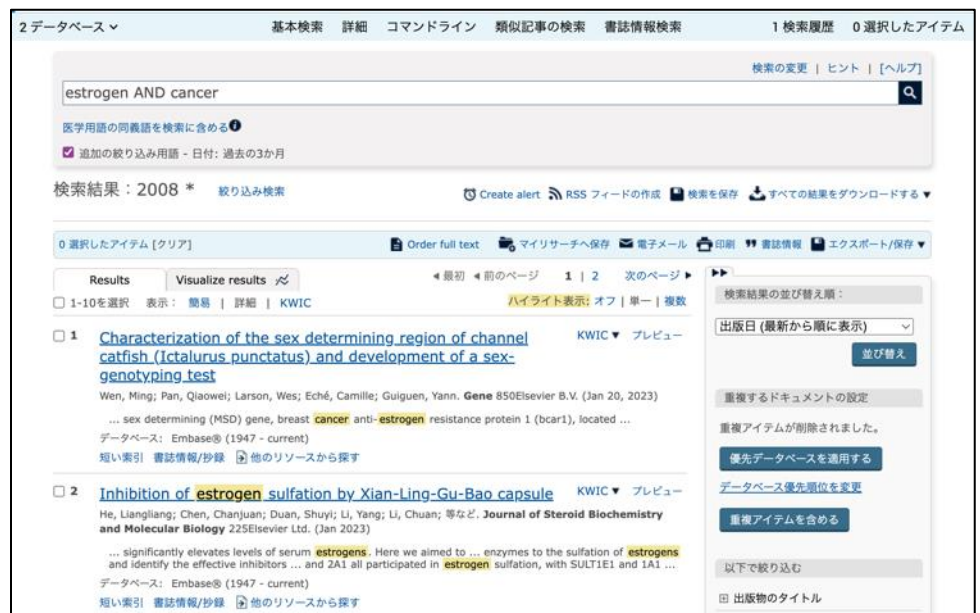 2 データベース 基本検索 詳細 コマンドライン 類似記事の検索 書誌情報検索 1 検索履歴 0 選択したアイテム
検索の変更 | ヒント | [ヘルプ]
estrogen AND cancer
医学用語の同義語を検索に含める
追加の絞り込み用語 - 日付: 過去の3か月
検索結果：2008 * 絞り込み検索 Create alert RSS フィードの作成 検索を保存 すべての結果をダウンロードする
0 選択したアイテム [クリア] Order full text マイリサーチへ保存 電子メール 印刷 書誌情報 エクスポート/保存
Results Visualize results 最初 前のページ 1 | 2 次のページ
1-10を選択 表示： 簡易 | 詳細 | KWIC ハイライト表示: オフ | 単一 | 複数
1 Characterization of the sex determining region of channel
catfish (Ictalurus punctatus) and development of a sex-
genotyping test
KWIC プレビュー
Wen, Ming; Pan, Qiaowei; Larson, Wes; Eché, Camille; Guiguen, Yann. Gene 850Elsevier B.V. (Jan 20, 2023)
... sex determining (MSD) gene, breast cancer anti-estrogen resistance protein 1 (bcar1), located ...
データベース: Embase® (1947 - current)
短い索引 書誌情報/抄録 他のリソースから探す
2 Inhibition of estrogen sulfation by Xian-Ling-Gu-Bao capsule KWIC プレビュー
He, Liangliang; Chen, Chanjuan; Duan, Shuyi; Li, Yang; Li, Chuan; 等など. Journal of Steroid Biochemistry
and Molecular Biology 225Elsevier Ltd. (Jan 2023)
... significantly elevates levels of serum estrogens. Here we aimed to ... enzymes to the sulfation of estrogens
and identify the effective inhibitors ... and 2A1 all participated in estrogen sulfation, with SULT1E1 and 1A1 ...
データベース: Embase® (1947 - current)
短い索引 書誌情報/抄録 他のリソースから探す
検索結果の並び替え順：
出版日 (最新から順に表示)
並び替え
重複するドキュメントの設定
重複アイテムが削除されました。
優先データベースを適用する
データベース優先順位を変更
重複アイテムを含める
以下で絞り込む
出版物のタイトル